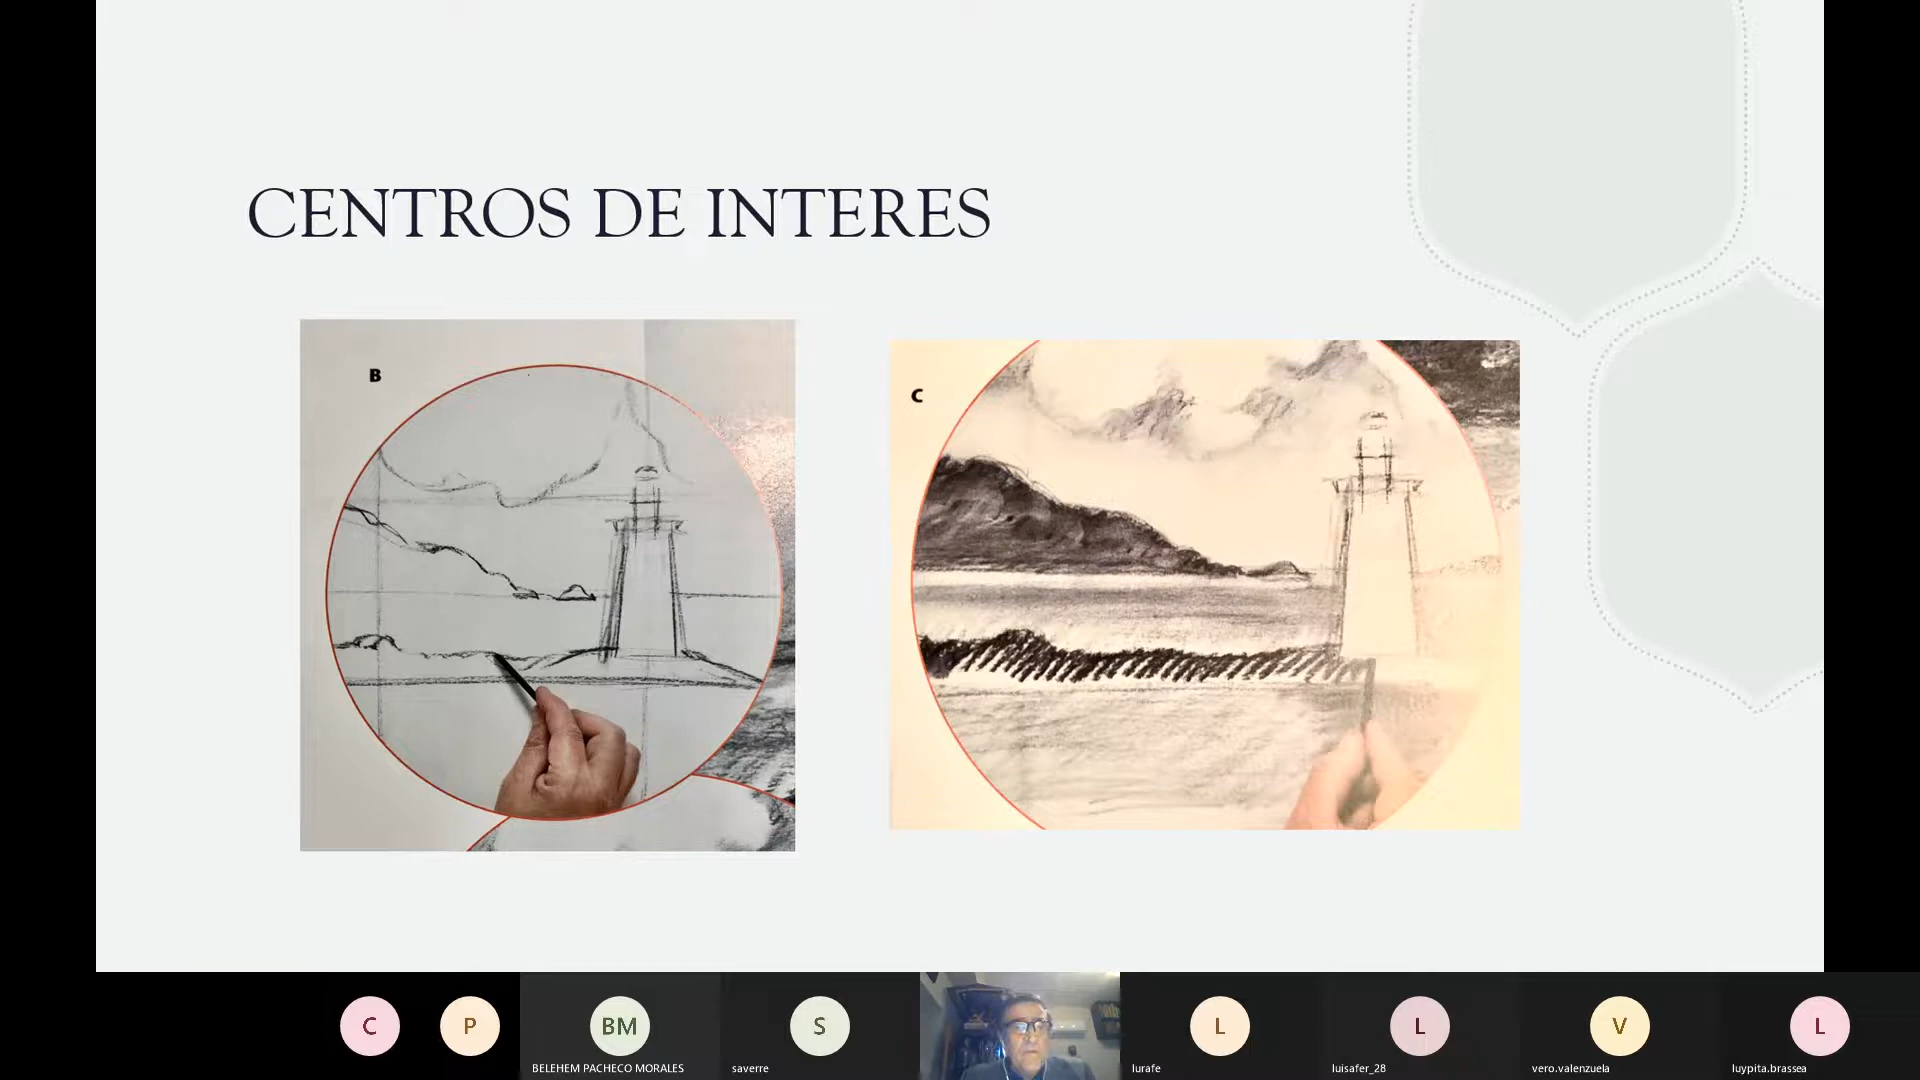 CENTROS DE INTERES
B
C
C
P
BM
S
L
L
V
L
BELEHEM PACHECO MORALES
saverre
lurafe
luisafer_28
vero.valenzuela
luypita.brassea